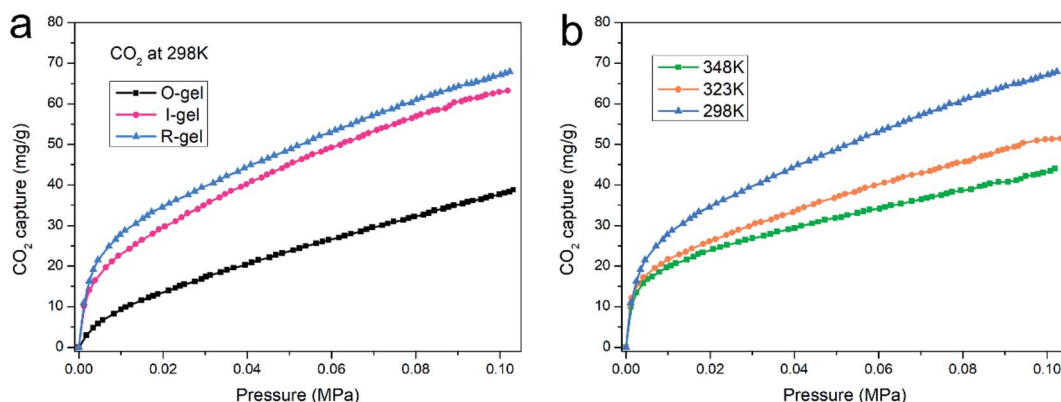 a
CO₂ at 298K
O-gel
I-gel
R-gel
CO₂ capture (mg/g)
80
70
60
50
40
30
20
10
0
0.00 0.02 0.04 0.06 0.08 0.10
Pressure (MPa)
b
348K
323K
298K
CO₂ capture (mg/g)
80
70
60
50
40
30
20
10
0
0.00 0.02 0.04 0.06 0.08 0.10
Pressure (MPa)